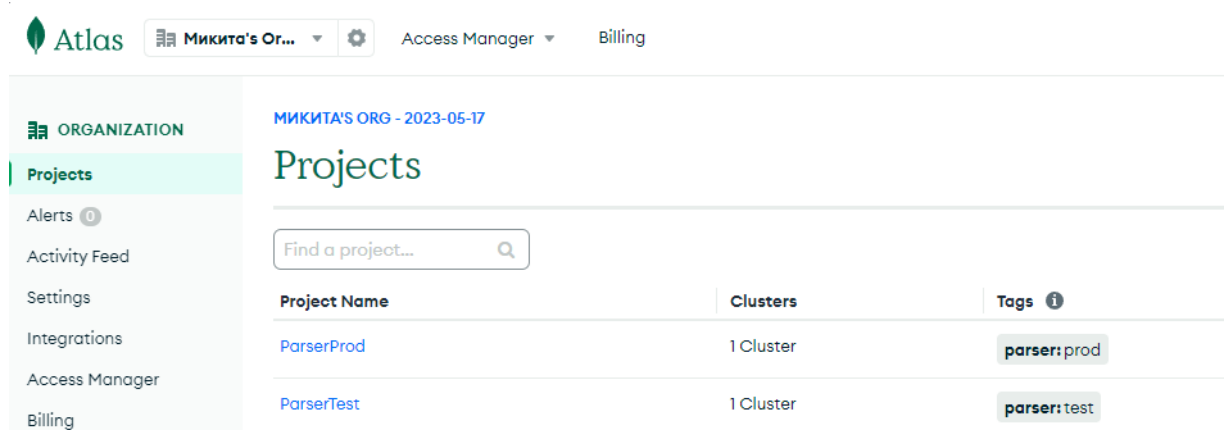 Atlas
Микита's Or...
Access Manager
Billing
ORGANIZATION
Projects
Alerts 0
Activity Feed
Settings
Integrations
Access Manager
Billing
МИКИТА'S ORG - 2023-05-17
Projects
Find a project...
Project Name Clusters Tags
ParserProd 1 Cluster parser: prod
ParserTest 1 Cluster parser: test